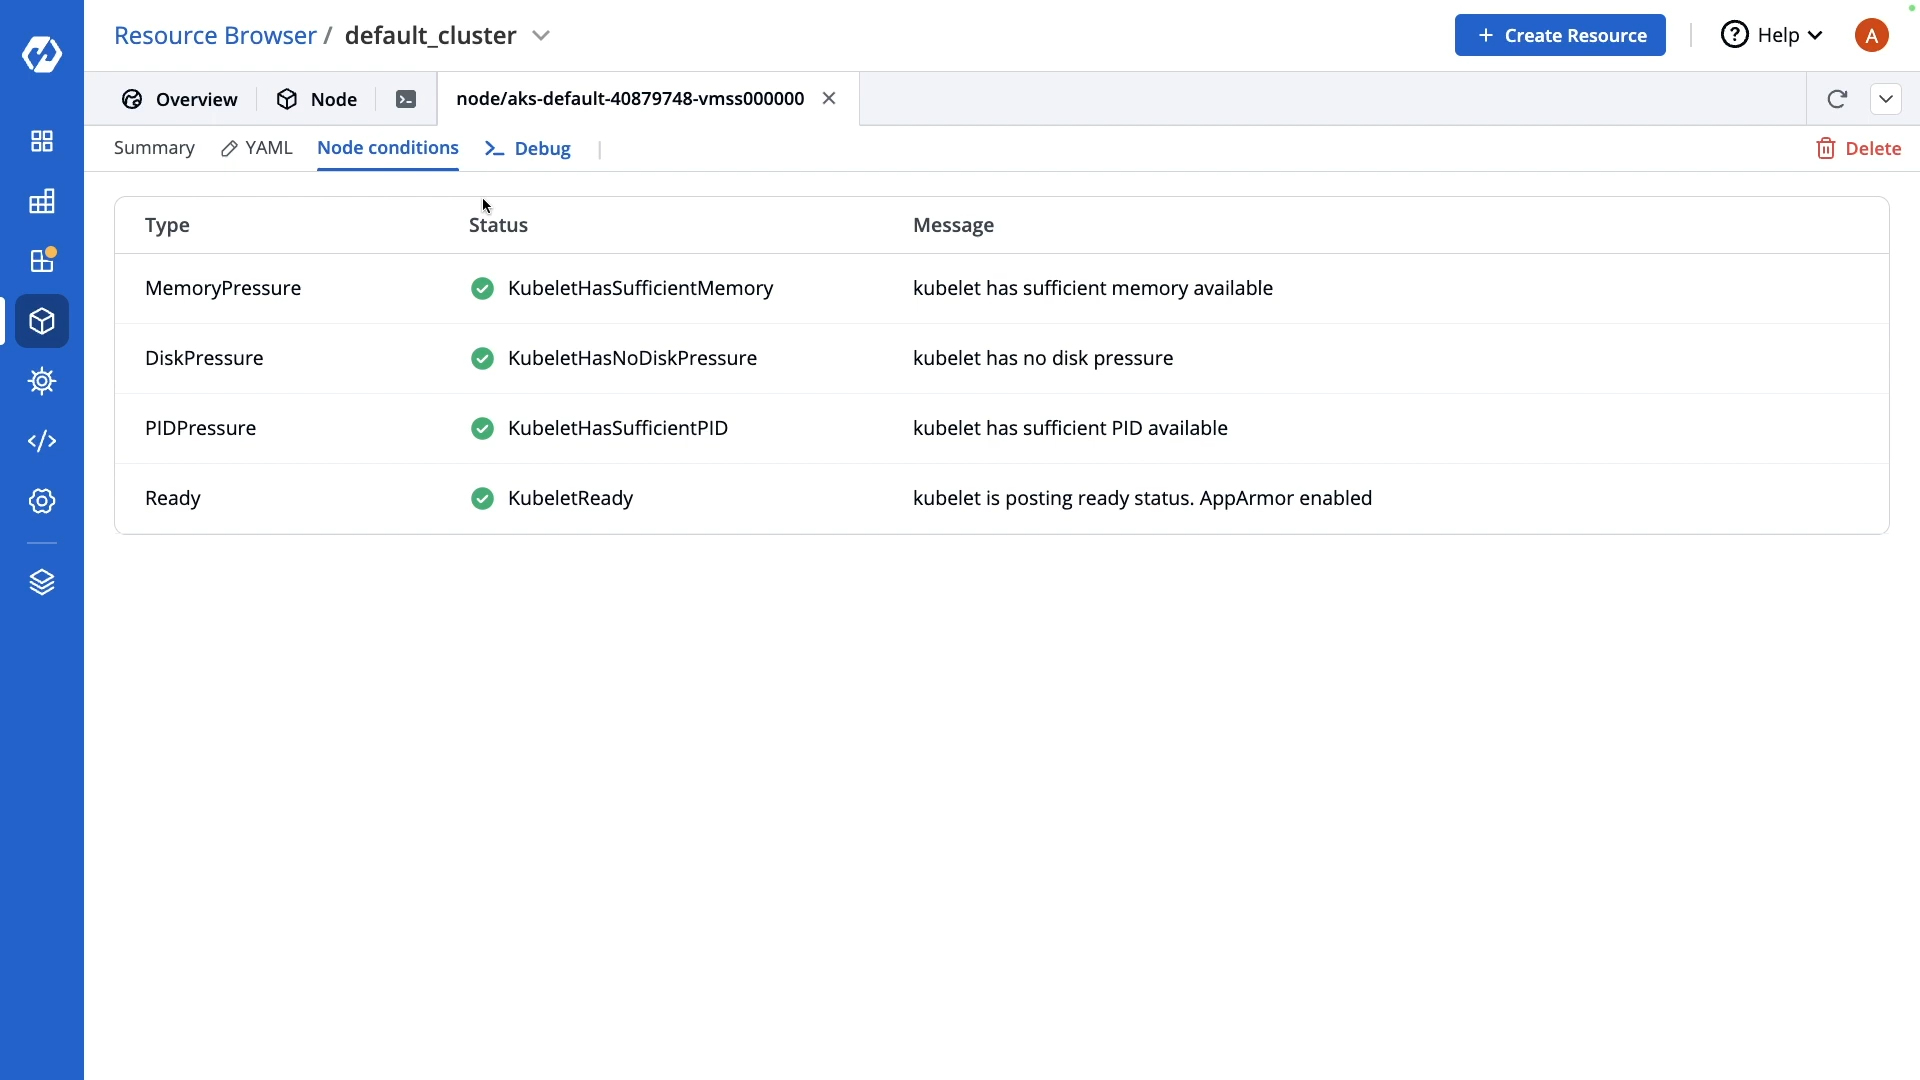 Resource Browser / default_cluster
+ Create Resource
? Help
A
Overview
Node
node/aks-default-40879748-vmss000000
Summary
YAML
Node conditions
Debug
Delete
Type Status Message
MemoryPressure KubeletHasSufficientMemory kubelet has sufficient memory available
DiskPressure KubeletHasNoDiskPressure kubelet has no disk pressure
PIDPressure KubeletHasSufficientPID kubelet has sufficient PID available
Ready KubeletReady kubelet is posting ready status. AppArmor enabled